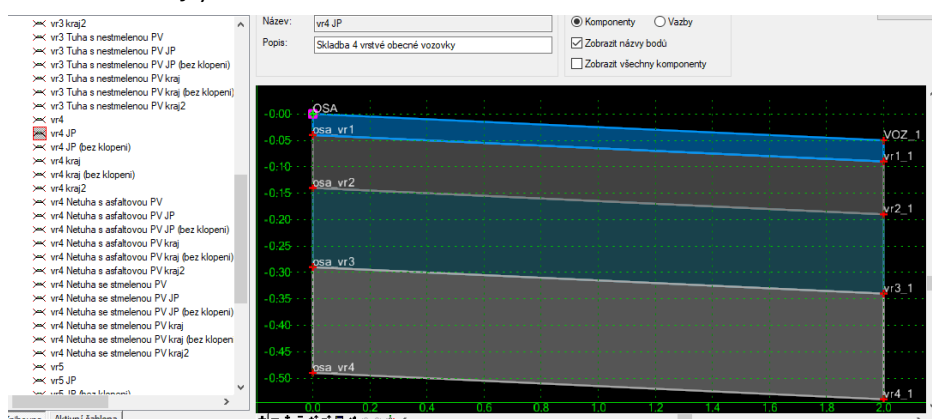 vr3 kraj2
vr3 Tuha s nestmelenou PV
vr3 Tuha s nestmelenou PV JP
vr3 Tuha s nestmelenou PV JP (bez klopeni)
vr3 Tuha s nestmelenou PV kraj
vr3 Tuha s nestmelenou PV kraj (bez klopeni)
vr3 Tuha s nestmelenou PV kraj2
vr4
vr4 JP
vr4 JP (bez klopeni)
vr4 kraj
vr4 kraj (bez klopeni)
vr4 kraj2
vr4 Netuha s asfaltovou PV
vr4 Netuha s asfaltovou PV JP
vr4 Netuha s asfaltovou PV JP (bez klopeni)
vr4 Netuha s asfaltovou PV kraj
vr4 Netuha s asfaltovou PV kraj (bez klopeni)
vr4 Netuha s asfaltovou PV kraj2
vr4 Netuha se stmelenou PV
vr4 Netuha se stmelenou PV JP
vr4 Netuha se stmelenou PV JP (bez klopeni)
vr4 Netuha se stmelenou PV kraj
vr4 Netuha se stmelenou PV kraj (bez klopen
vr4 Netuha se stmelenou PV kraj2
vr5
vr5 JP
vr5 JP (bez klopeni)
Aktivní šablona
Název: vr4 JP
Popis: Skladba 4 vrstvé obecné vozovky
Komponenty Vazby
Zobrazit názvy bodů
Zobrazit všechny komponenty
-0.00 OSA
-0.05 osa_vr1 VOZ_1
vr1_1
-0.10
-0.15 osa_vr2
vr2_1
-0.20
-0.25
-0.30 osa_vr3
vr3_1
-0.35
-0.40
-0.45
-0.50 osa_vr4
vr4_1
0.0 0.2 0.4 0.6 0.8 1.0 1.2 1.4 1.6 1.8 2.0